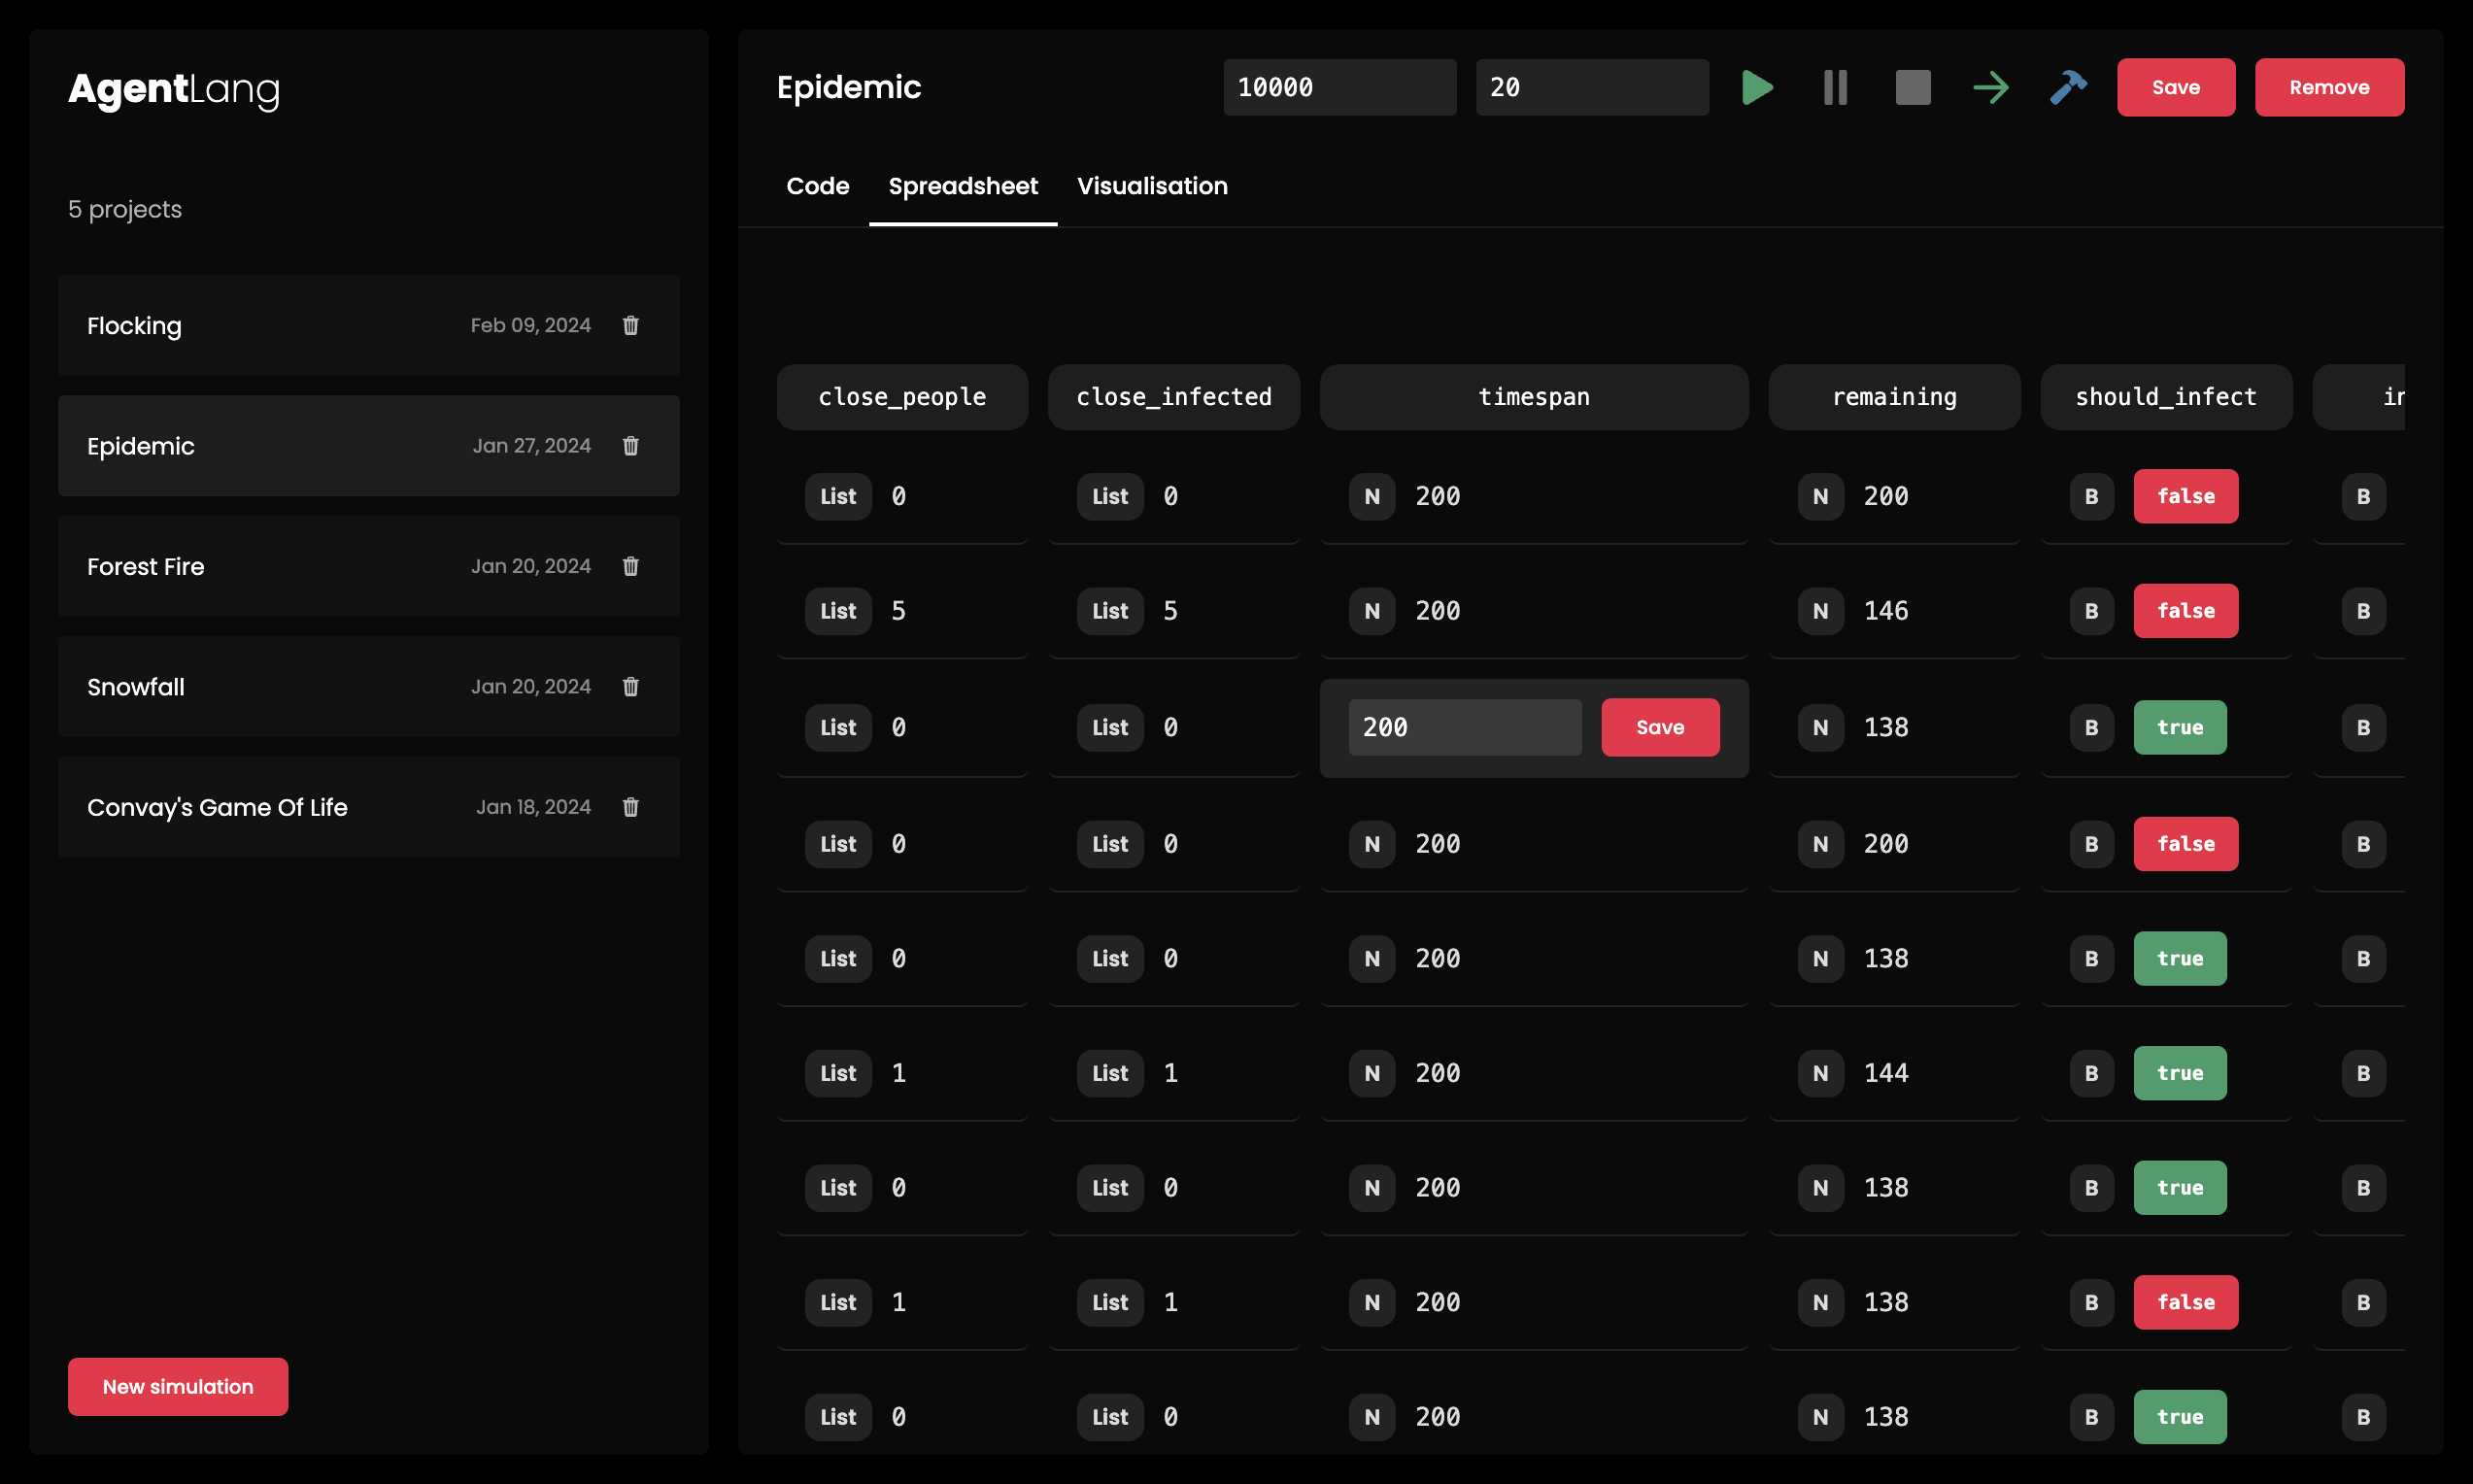 AgentLang
5 projects
Flocking Feb 09, 2024
Epidemic Jan 27, 2024
Forest Fire Jan 20, 2024
Snowfall Jan 20, 2024
Convay's Game Of Life Jan 18, 2024
New simulation
Epidemic 10000 20 Save Remove
Code Spreadsheet Visualisation
close_people close_infected timespan remaining should_infect in
List 0 List 0 N 200 N 200 B false B
List 5 List 5 N 200 N 146 B false B
List 0 List 0 200 Save N 138 B true B
List 0 List 0 N 200 N 200 B false B
List 0 List 0 N 200 N 138 B true B
List 1 List 1 N 200 N 144 B true B
List 0 List 0 N 200 N 138 B true B
List 1 List 1 N 200 N 138 B false B
List 0 List 0 N 200 N 138 B true B